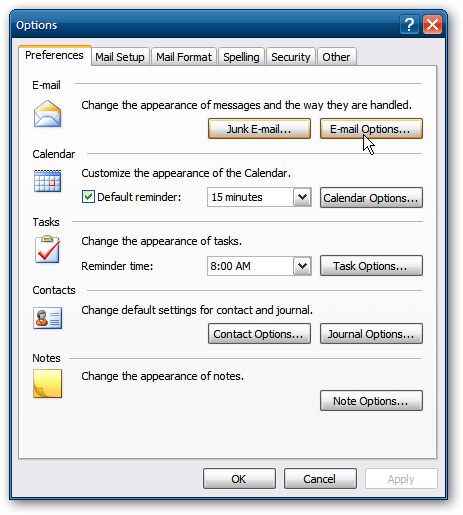 Options
Preferences Mail Setup Mail Format Spelling Security Other
E-mail
Change the appearance of messages and the way they are handled.
Junk E-mail... E-mail Options...
Calendar
Customize the appearance of the Calendar.
Default reminder: 15 minutes Calendar Options...
Tasks
Change the appearance of tasks.
Reminder time: 8:00 AM Task Options...
Contacts
Change default settings for contact and journal.
Contact Options... Journal Options...
Notes
Change the appearance of notes.
Note Options...
OK Cancel Apply